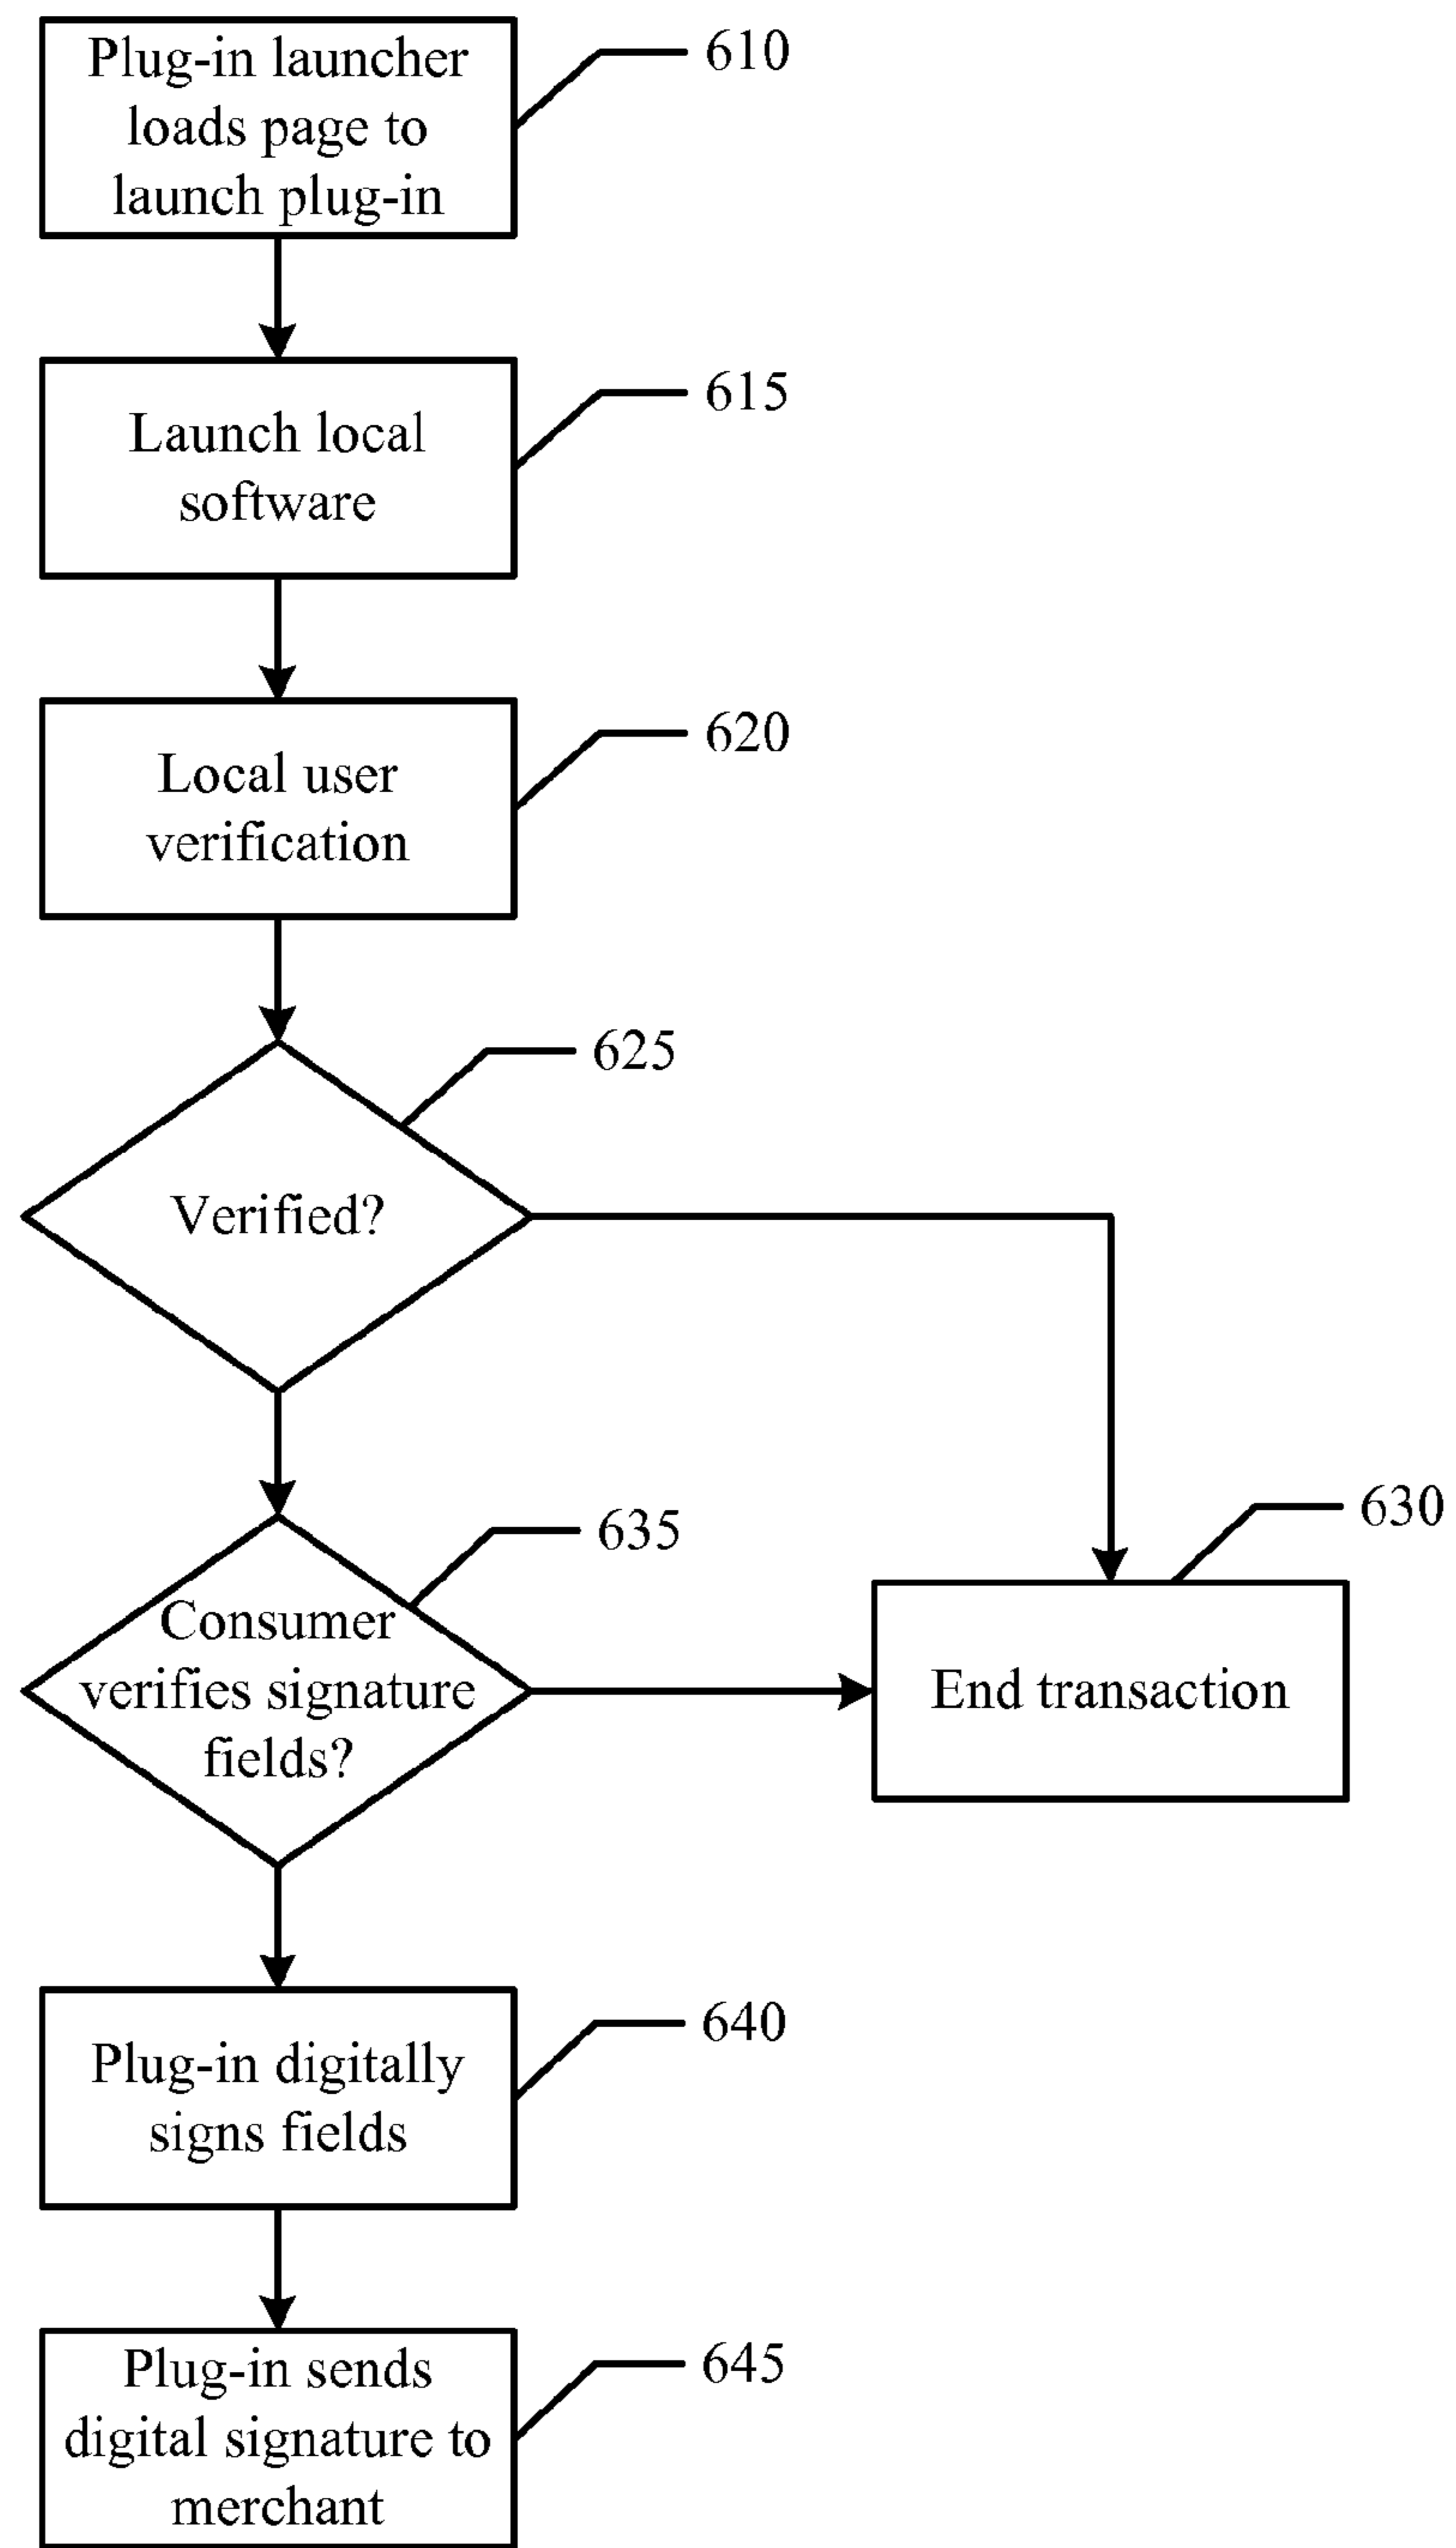 Plug-in launcher
loads page to
launch plug-in
610
Launch local
software
615
Local user
verification
620
625
Verified?
635
Consumer
verifies signature
fields?
630
End transaction
Plug-in digitally
signs fields
640
Plug-in sends
digital signature to
merchant
645